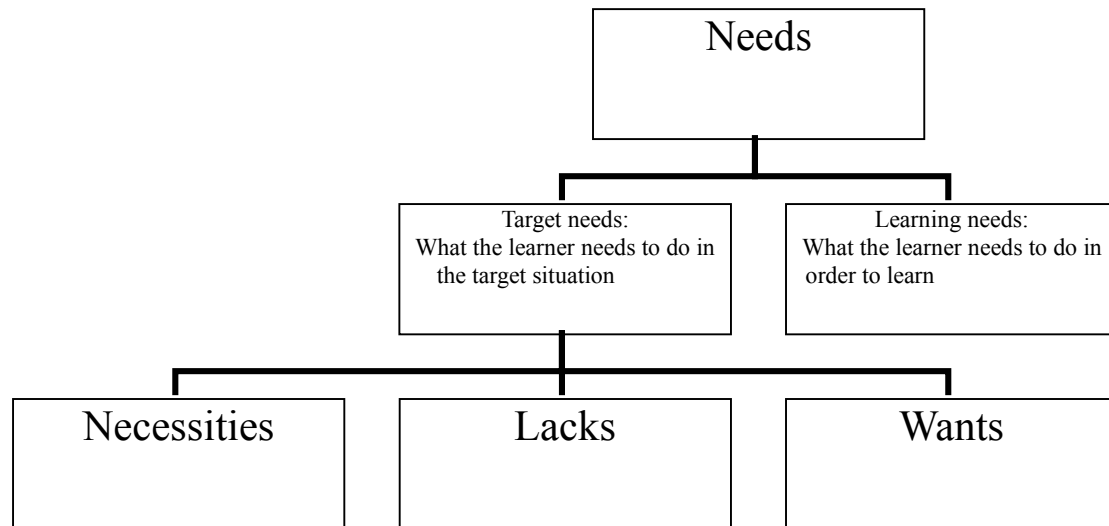 Needs
Target needs:
What the learner needs to do in
the target situation
Learning needs:
What the learner needs to do in
order to learn
Necessities
Lacks
Wants